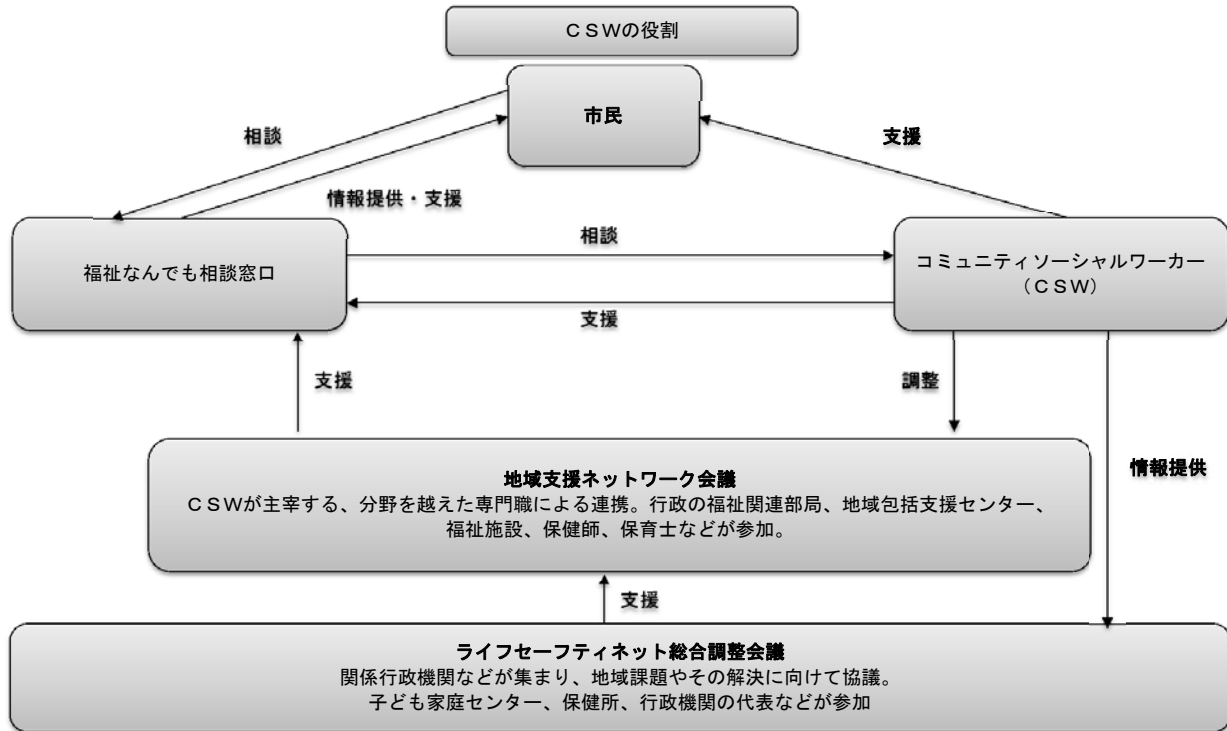 ＣＳＷの役割
市民
相談
支援
情報提供・支援
福祉なんでも相談窓口
相談
コミュニティソーシャルワーカー
（ＣＳＷ）
支援
支援
調整
情報提供
地域支援ネットワーク会議
ＣＳＷが主宰する、分野を越えた専門職による連携。行政の福祉関連部局、地域包括支援センター、
福祉施設、保健師、保育士などが参加。
支援
ライフセーフティネット総合調整会議
関係行政機関などが集まり、地域課題やその解決に向けて協議。
子ども家庭センター、保健所、行政機関の代表などが参加